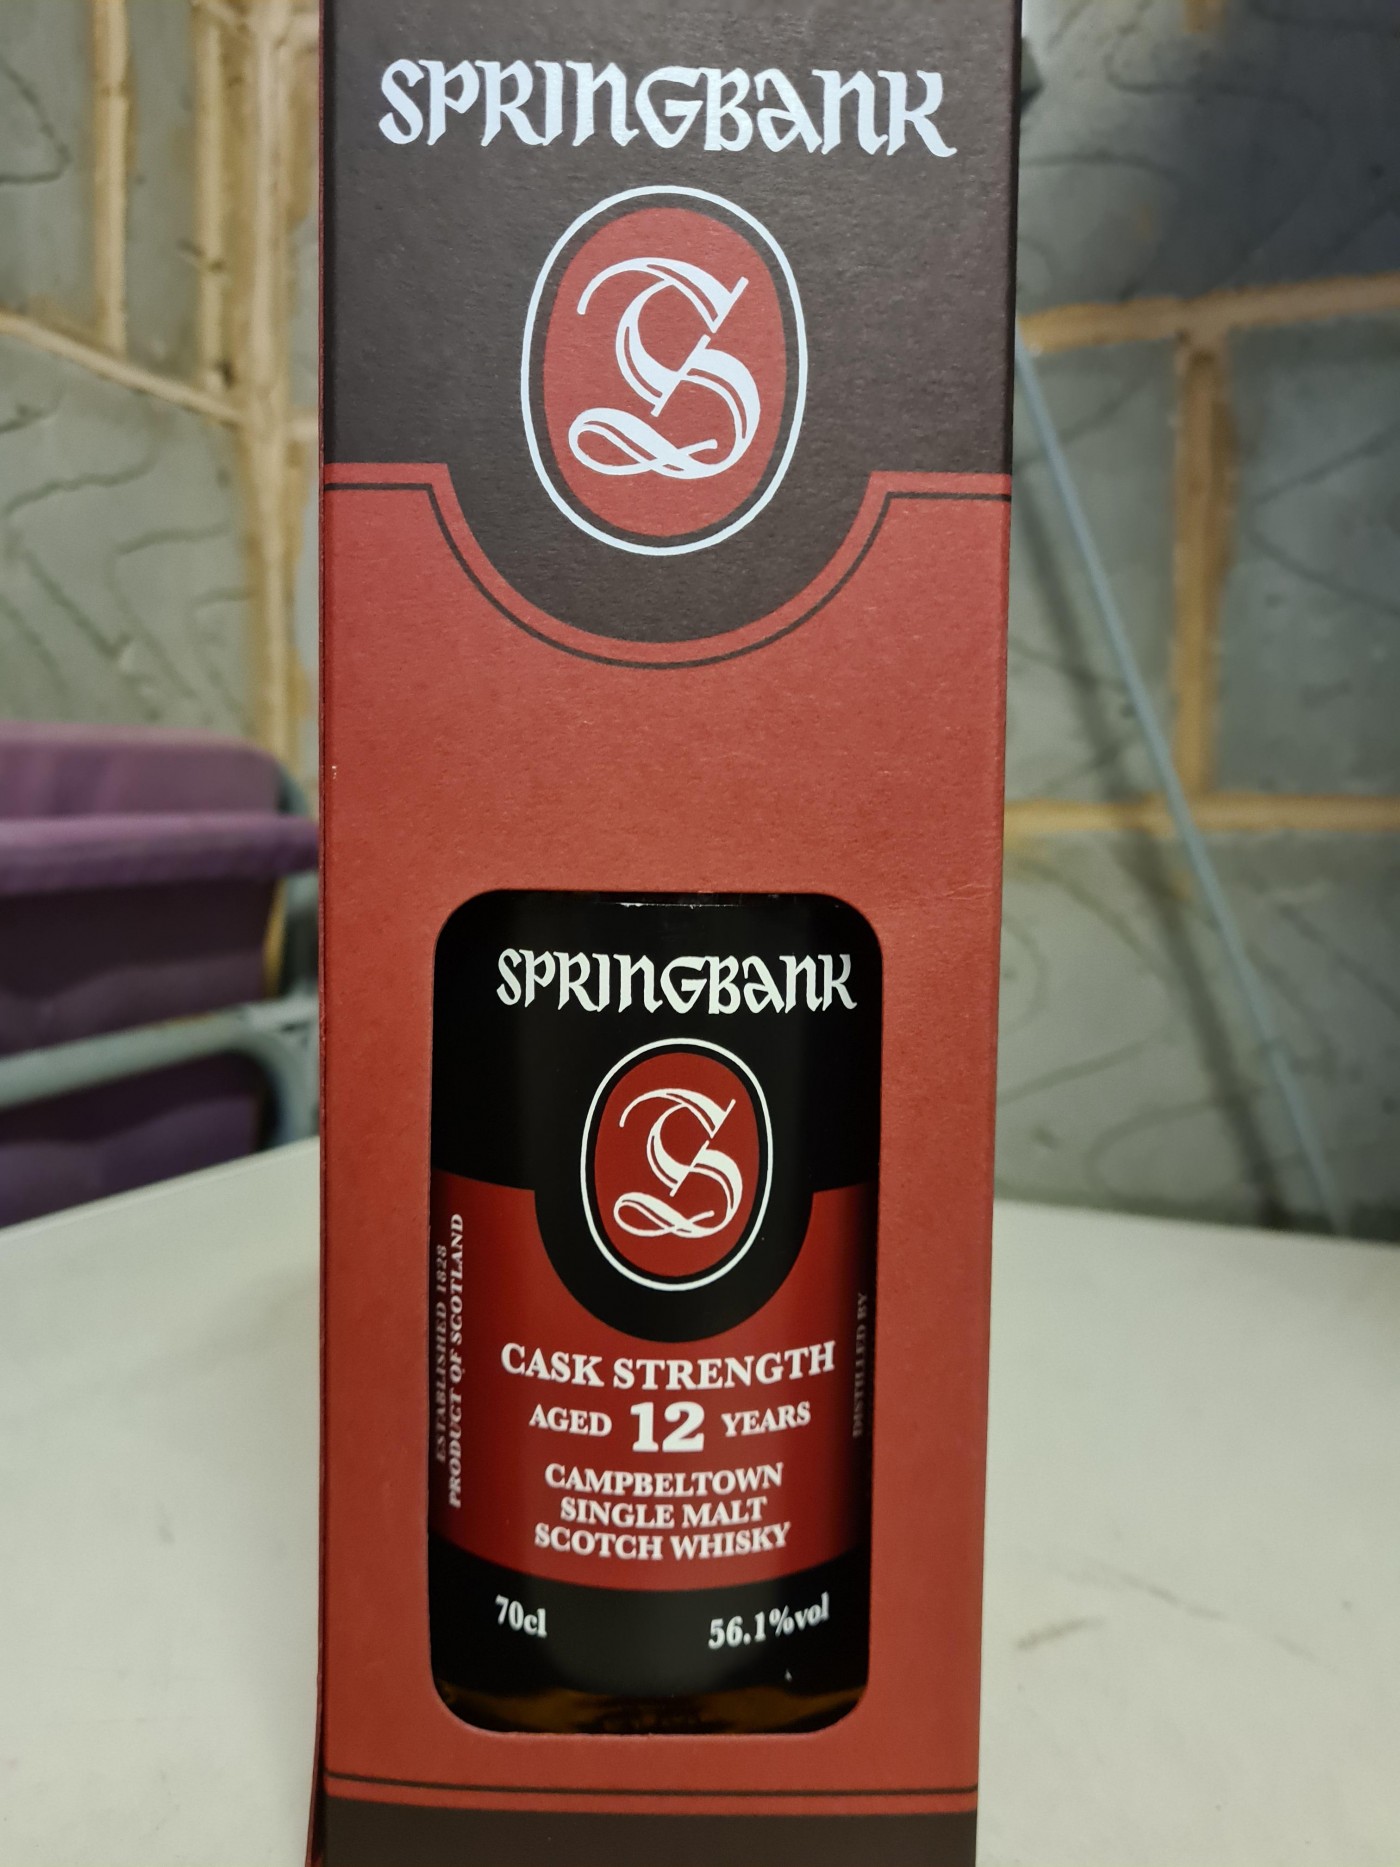 SPRINGBANK
S
SPRINGBANK
S
ESTABLISHED 1828
PRODUCT OF SCOTLAND
DISTILLED BY
CASK STRENGTH
AGED 12 YEARS
CAMPBELTOWN
SINGLE MALT
SCOTCH WHISKY
70cl 56.1%vol